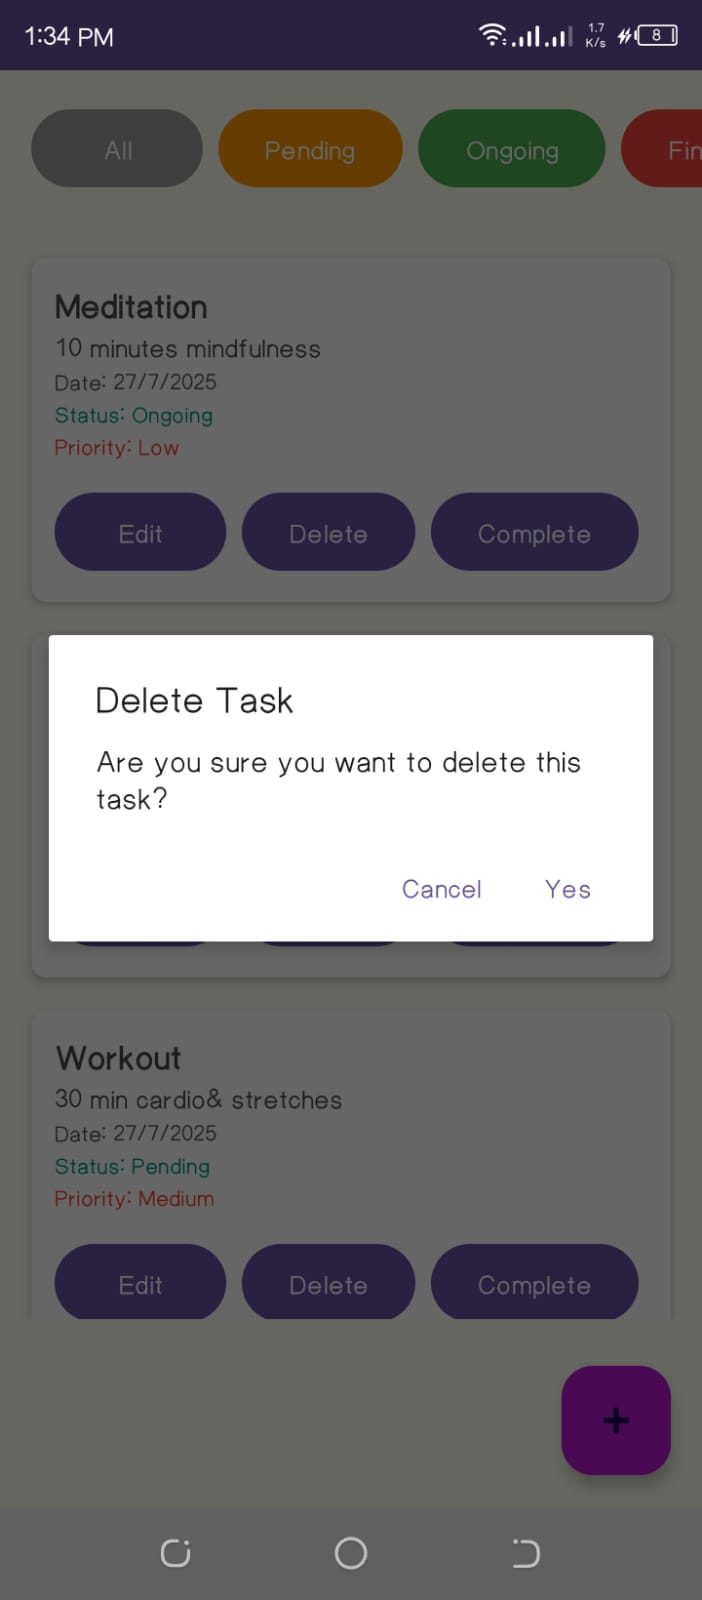 1:34 PM
1.7
K/s
8
All
Pending
Ongoing
Fin
Meditation
10 minutes mindfulness
Date: 27/7/2025
Status: Ongoing
Priority: Low
Edit
Delete
Complete
Delete Task
Are you sure you want to delete this
task?
Cancel
Yes
Workout
30 min cardio& stretches
Date: 27/7/2025
Status: Pending
Priority: Medium
Edit
Delete
Complete
+